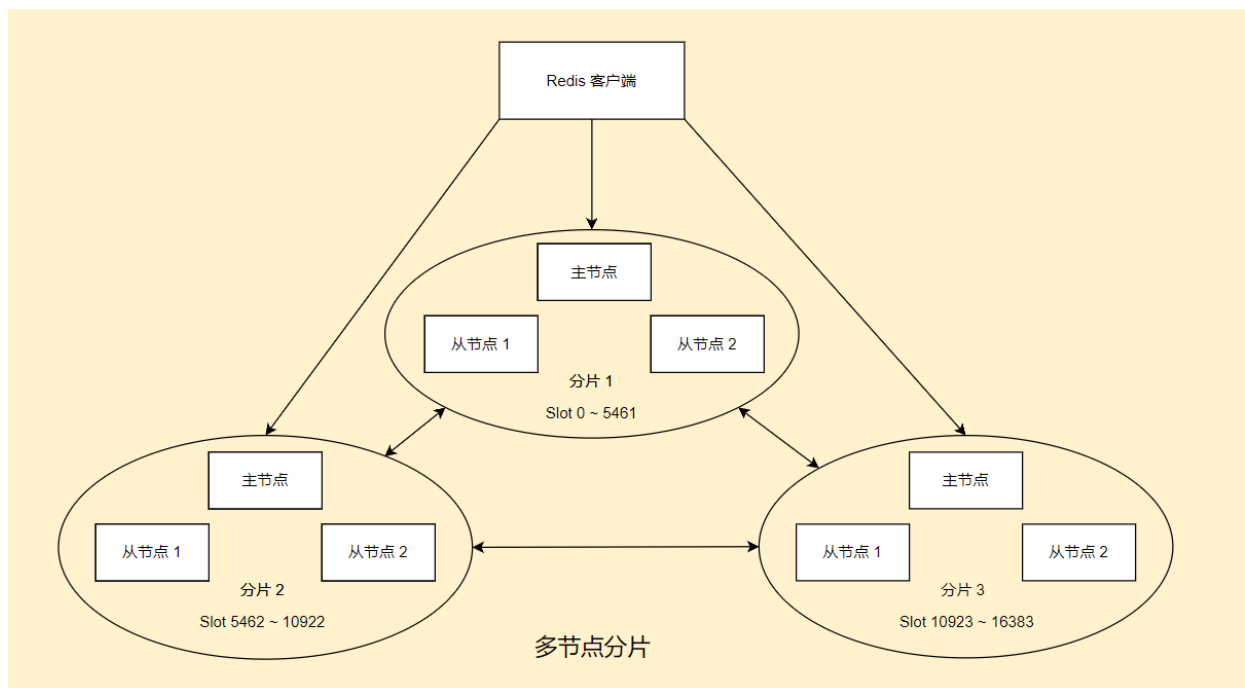 Redis 客户端
主节点
从节点 1
从节点 2
分片 1
Slot 0 ~ 5461
主节点
从节点 1
从节点 2
分片 2
Slot 5462 ~ 10922
主节点
从节点 1
从节点 2
分片 3
Slot 10923 ~ 16383
多节点分片